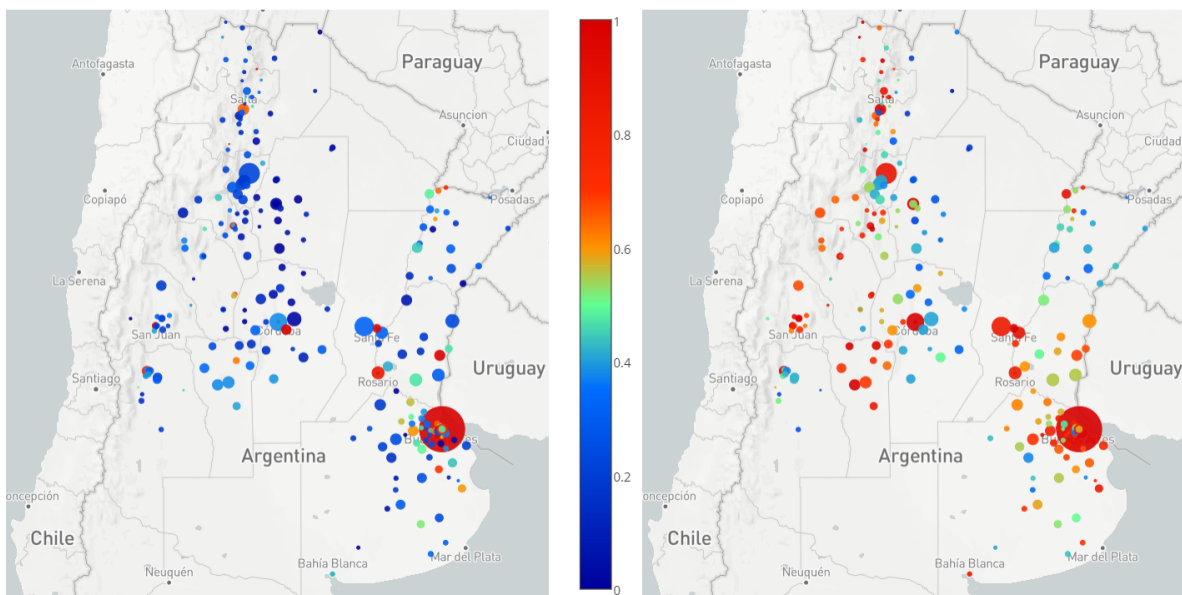 Paraguay
Antofagasta
Salta
Asuncion
Ciudad
Copiapó
Posadas
La Serena
San Juan
Córdoba
Santa Fe
Santiago
Rosario
Uruguay
Argentina
oncepción
Chile
Neuquén
Bahía Blanca
Mar del Plata
1
0.8
0.6
0.4
0.2
0
Paraguay
Antofagasta
Salta
Asuncion
Ciudad
Copiapó
Posadas
La Serena
San Juan
Córdoba
Santa Fe
Santiago
Rosario
Uruguay
Argentina
oncepción
Chile
Neuquén
Bahía Blanca
Mar del Plata